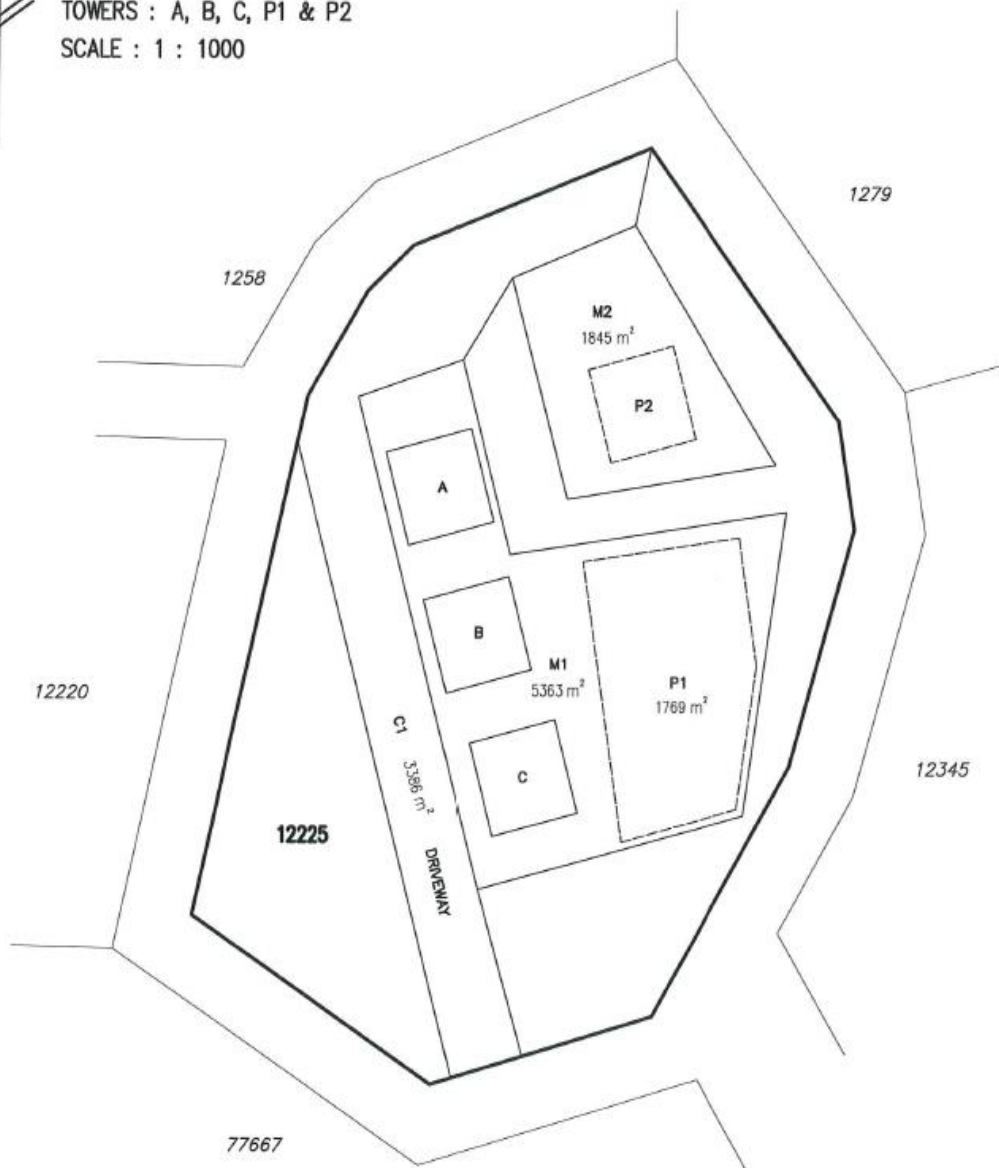 TOWERS : A, B, C, P1 & P2
SCALE : 1 : 1000
1279
1258
M2
1845 m²
P2
A
B
M1
5363 m²
P1
1769 m²
12220
C1 3386 m² DRIVEWAY
C
12345
12225
77667